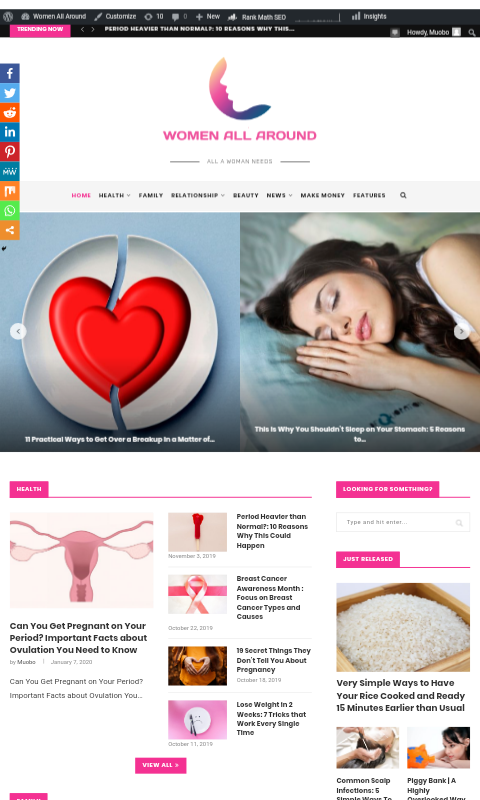 Women All Around Customize 10 0 New Rank Math SEO Insights
TRENDING NOW PERIOD HEAVIER THAN NORMAL?: 10 REASONS WHY THIS... Howdy, Muobo
WOMEN ALL AROUND
ALL A WOMAN NEEDS
HOME HEALTH FAMILY RELATIONSHIP BEAUTY NEWS MAKE MONEY FEATURES
MW
11 Practical Ways to Get Over a Breakup In a Matter of...
This Is Why You Shouldn't Sleep on Your Stomach: 5 Reasons
to...
HEALTH
Can You Get Pregnant on Your
Period? Important Facts about
Ovulation You Need to Know
by Muobo January 7, 2020
Can You Get Pregnant on Your Period?
Important Facts about Ovulation You...
Period Heavier than
Normal?: 10 Reasons
Why This Could
Happen
November 3, 2019
Breast Cancer
Awareness Month :
Focus on Breast
Cancer Types and
Causes
October 22, 2019
19 Secret Things They
Don't Tell You About
Pregnancy
October 18, 2019
Lose Weight in 2
Weeks: 7 Tricks that
Work Every Single
Time
October 11, 2019
VIEW ALL
LOOKING FOR SOMETHING?
Type and hit enter...
JUST RELEASED
Very Simple Ways to Have
Your Rice Cooked and Ready
15 Minutes Earlier than Usual
Common Scalp
Infections: 5
Simple Ways To
Piggy Bank | A
Highly
Overlooked Way